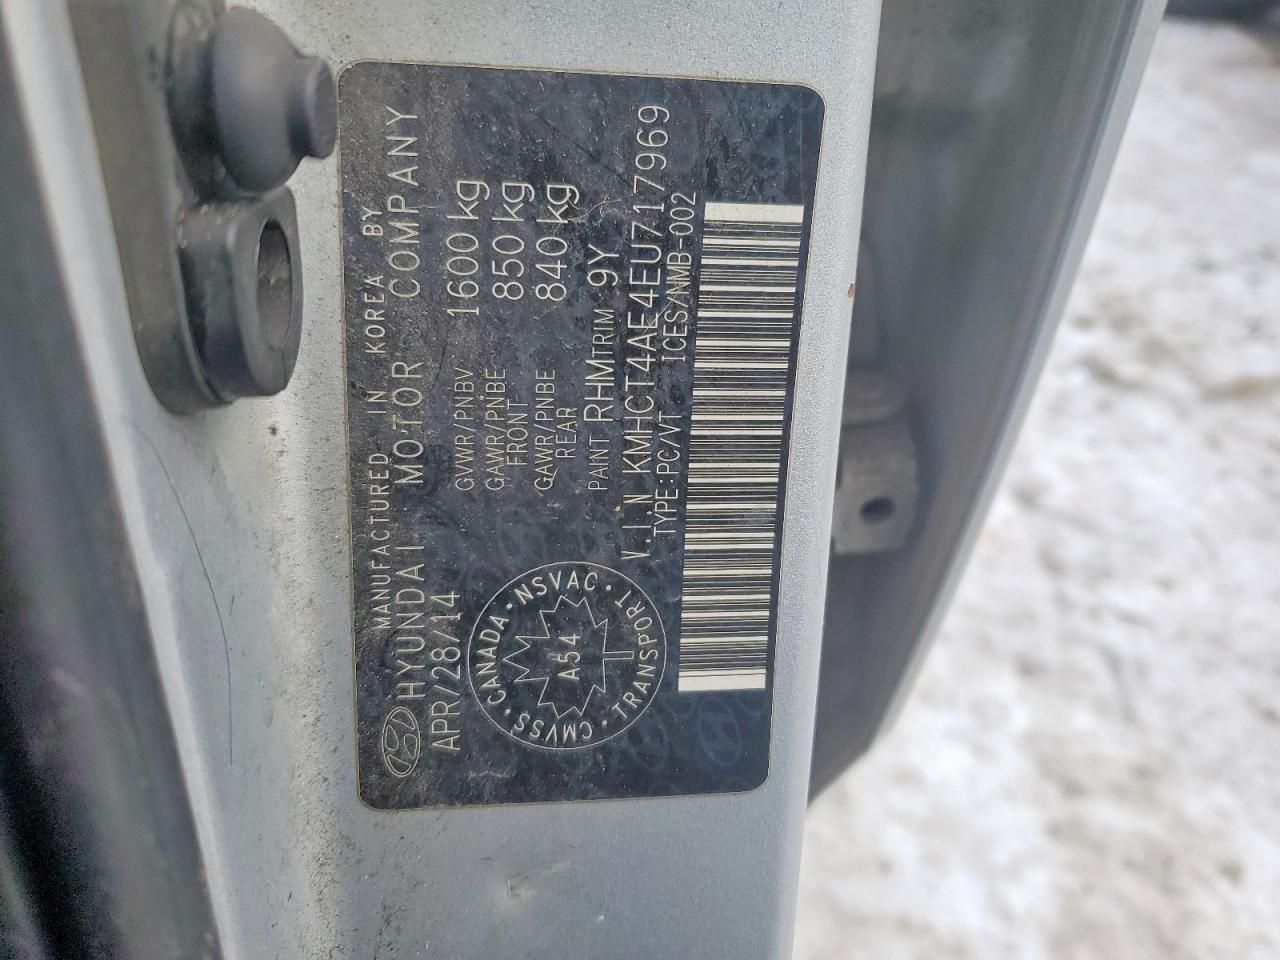 MANUFACTURED IN KOREA BY
HYUNDAI MOTOR COMPANY
APR/28/14
GVWR/PNBV 1600 kg
GAWR/PNBE 850 kg
FRONT
GAWR/PNBE 840 kg
REAR
PAINT RHM TRIM 9Y
V.I.N KMHCT4AE4EU717969
TYPE:PC/VT ICES/NMB-002
CANADA · NSVAC ·
A54
TRANSPORT · CMVSS ·